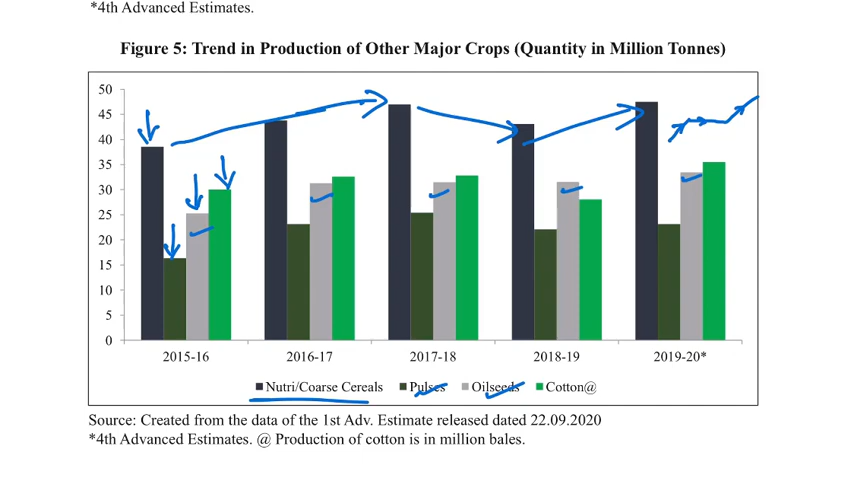 *4th Advanced Estimates.
Figure 5: Trend in Production of Other Major Crops (Quantity in Million Tonnes)
50
45
40
35
30
25
20
15
10
5
0
2015-16 2016-17 2017-18 2018-19 2019-20*
Nutri/Coarse Cereals Pulses Oilseeds Cotton@
Source: Created from the data of the 1st Adv. Estimate released dated 22.09.2020
*4th Advanced Estimates. @ Production of cotton is in million bales.